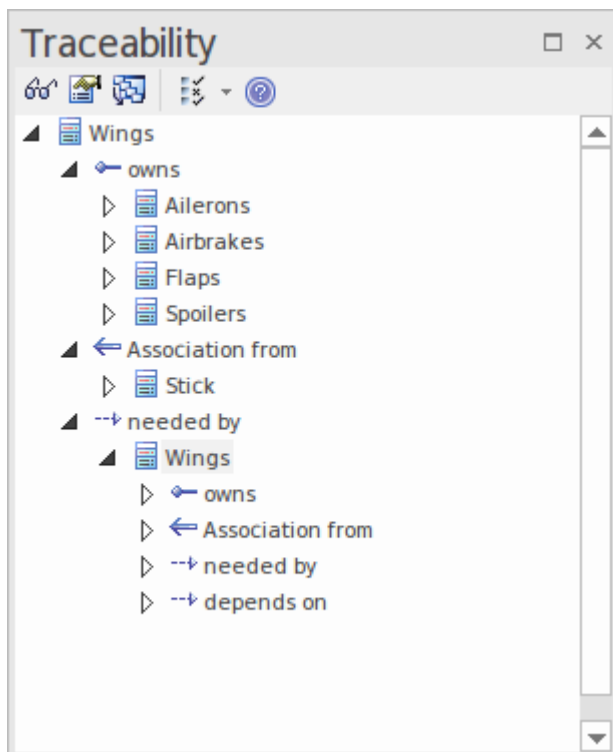 Traceability
Wings
owns
Ailerons
Airbrakes
Flaps
Spoilers
Association from
Stick
needed by
Wings
owns
Association from
needed by
depends on